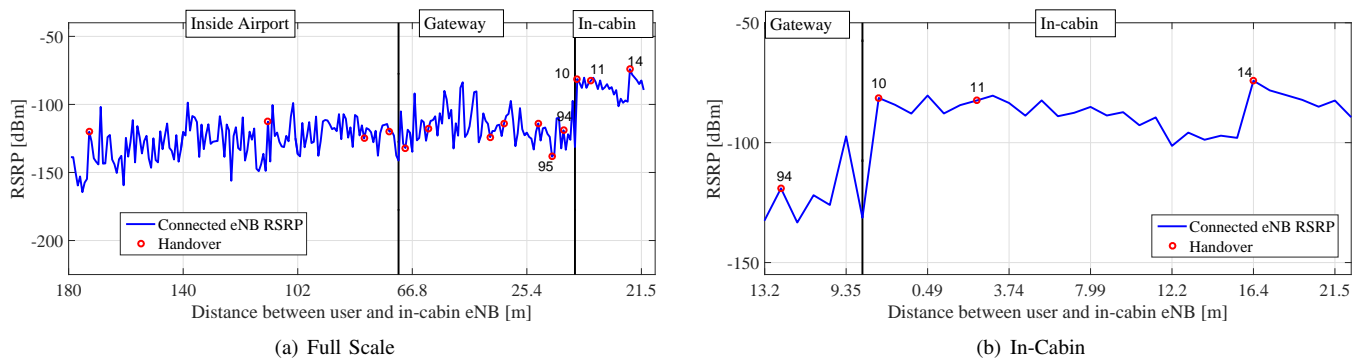 Inside Airport
Gateway
In-cabin
-50
-100
-150
-200
RSRP [dBm]
10
11
14
94
95
Connected eNB RSRP
Handover
180
140
102
66.8
25.4
21.5
Distance between user and in-cabin eNB [m]
(a) Full Scale
Gateway
In-cabin
-50
-100
-150
RSRP [dBm]
94
10
11
14
Connected eNB RSRP
Handover
13.2
9.35
0.49
3.74
7.99
12.2
16.4
21.5
Distance between user and in-cabin eNB [m]
(b) In-Cabin